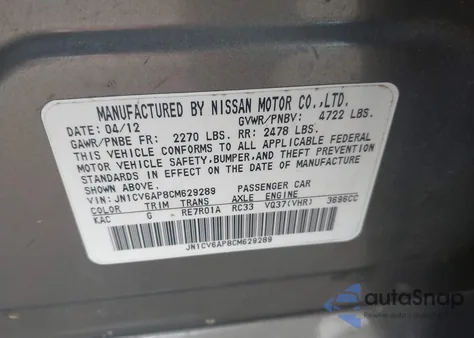 MANUFACTURED BY NISSAN MOTOR CO.,LTD.
DATE: 04/12 GVWR/PNBV: 4722 LBS.
GAWR/PNBE FR: 2270 LBS. RR: 2478 LBS.
THIS VEHICLE CONFORMS TO ALL APPLICABLE FEDERAL
MOTOR VEHICLE SAFETY, BUMPER, AND THEFT PREVENTION
STANDARDS IN EFFECT ON THE DATE OF MANUFACTURE
SHOWN ABOVE.
VIN: JN1CV6AP8CM629289 PASSENGER CAR
COLOR TRIM TRANS AXLE ENGINE
KAC G - RE7R01A RC33 VQ37(VHR) 3696CC
JN1CV6AP8CM629289
autoSnap